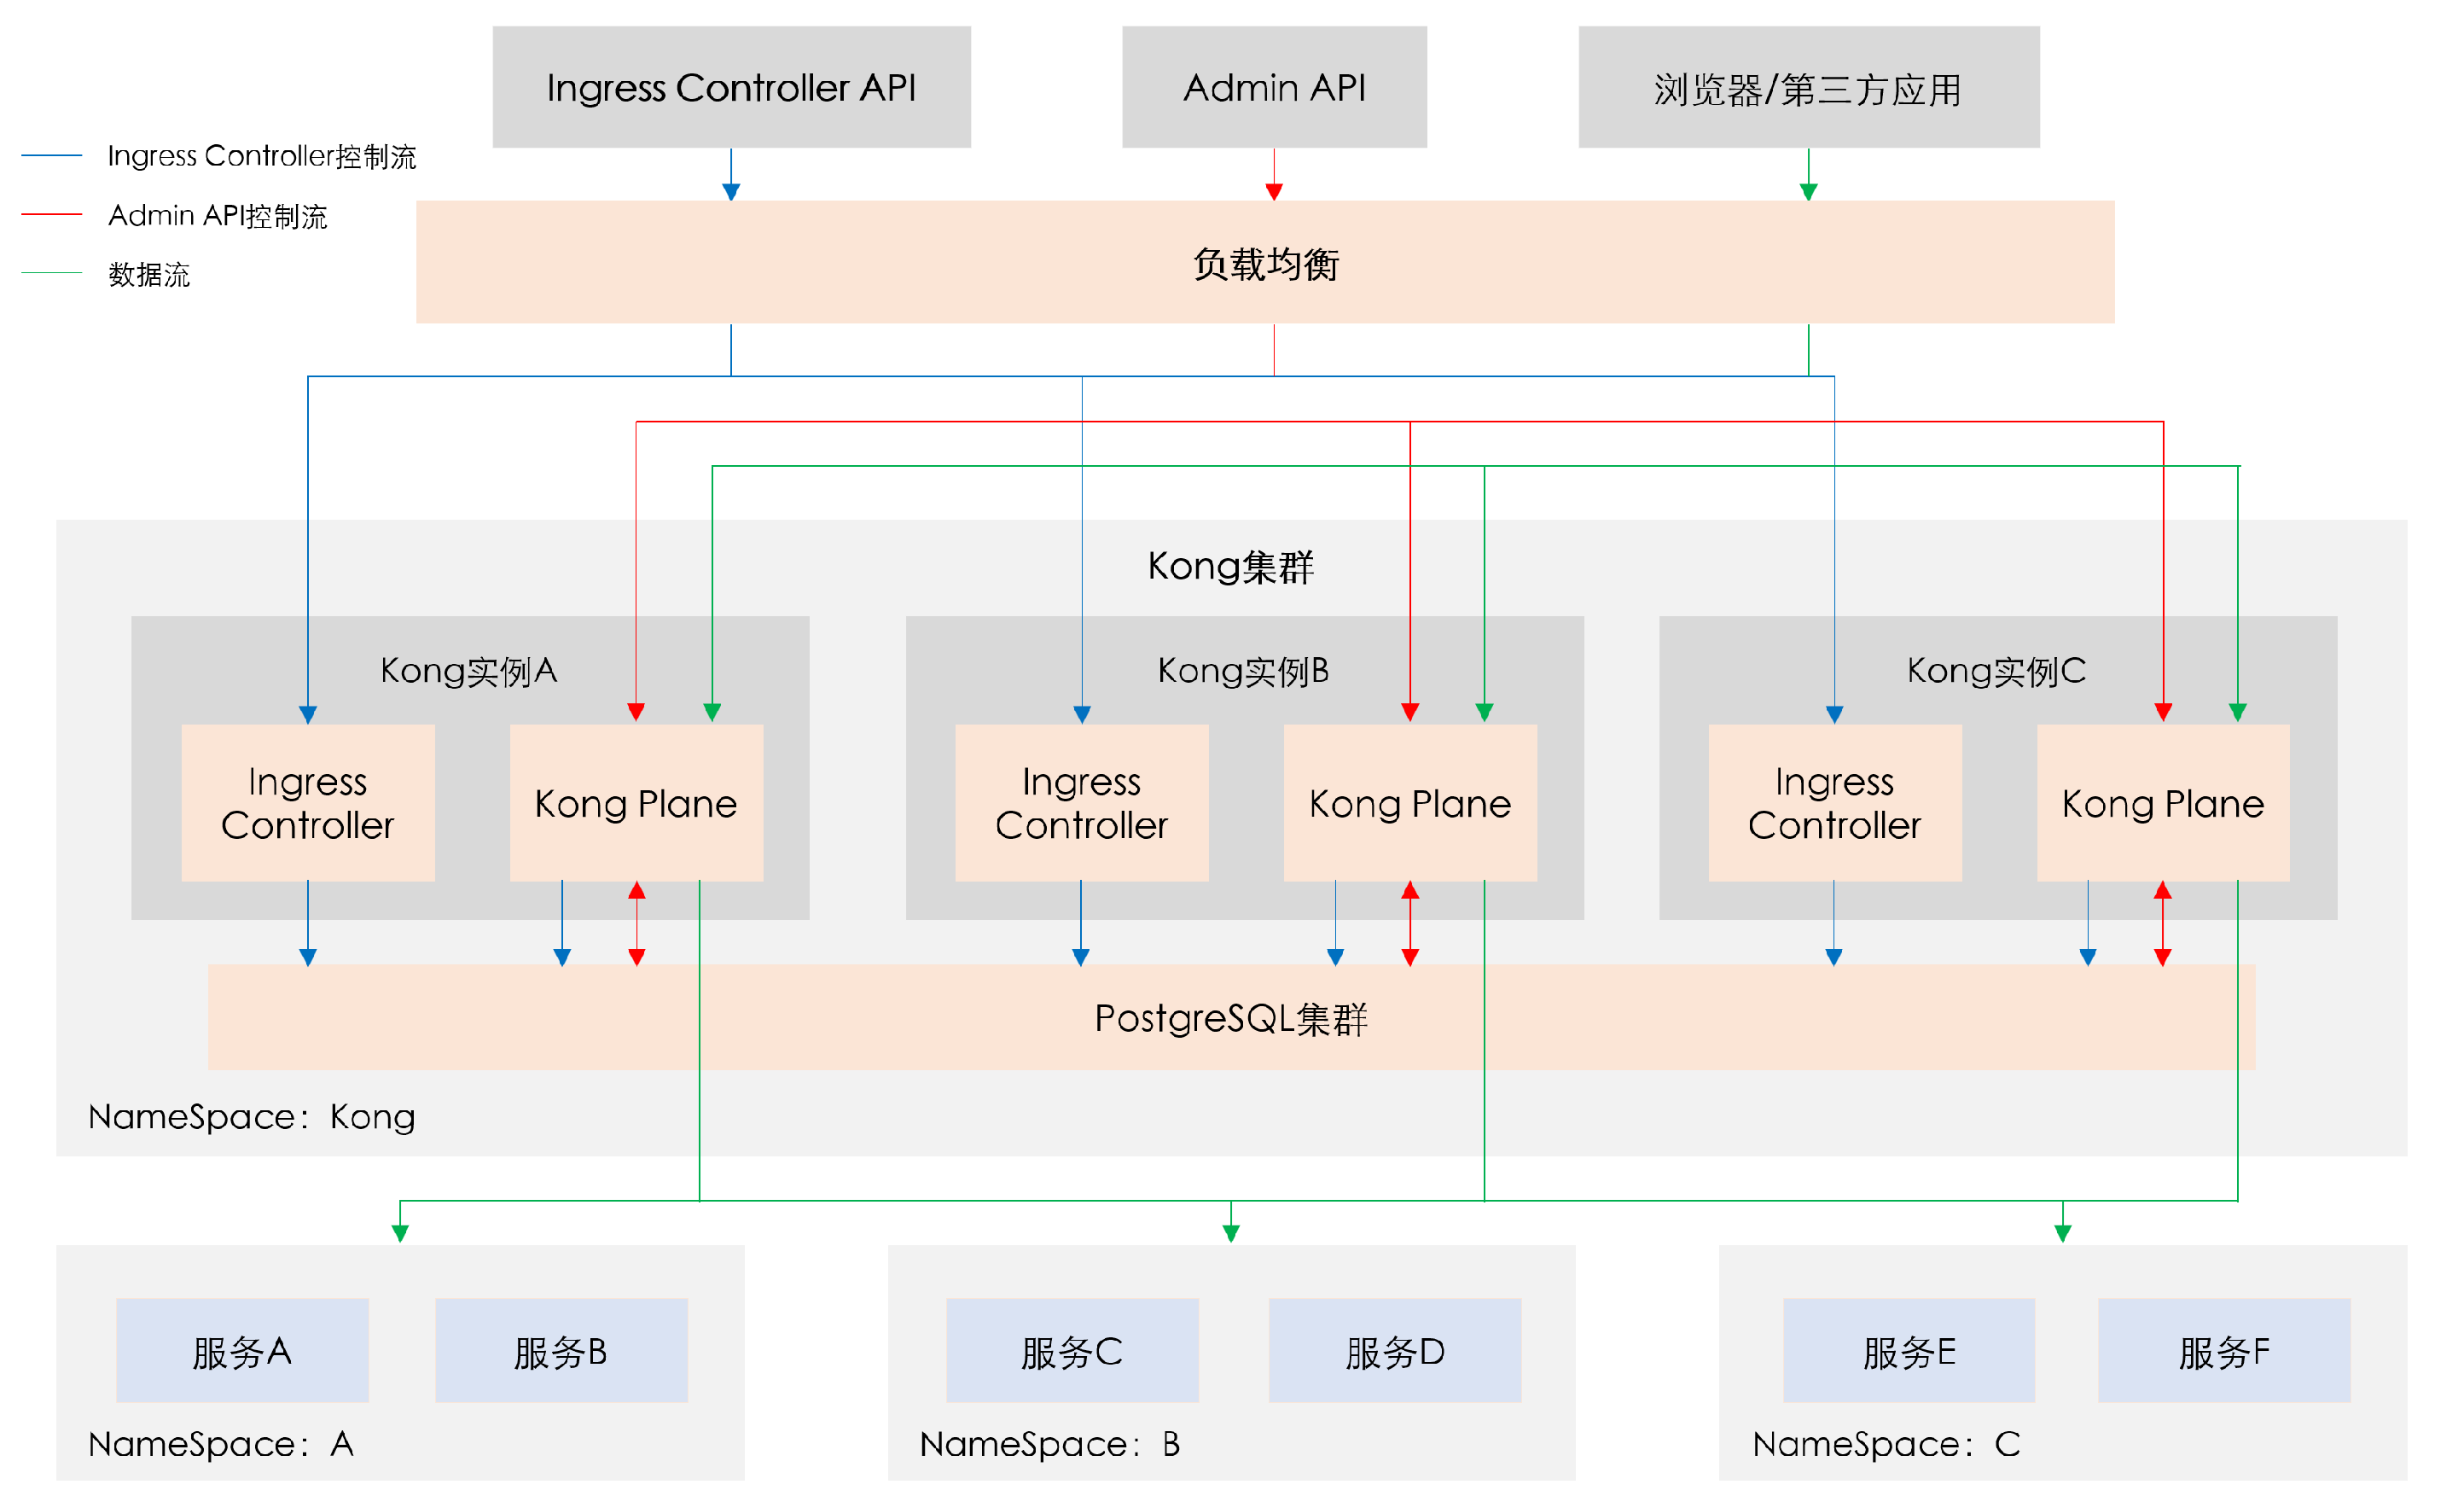 Ingress Controller API
Admin API
浏览器/第三方应用
Ingress Controller控制流
Admin API控制流
数据流
负载均衡
Kong集群
Kong实例A
Kong实例B
Kong实例C
Ingress
Controller
Kong Plane
Ingress
Controller
Kong Plane
Ingress
Controller
Kong Plane
PostgreSQL集群
NameSpace：Kong
服务A
服务B
服务C
服务D
服务E
服务F
NameSpace：A
NameSpace：B
NameSpace：C